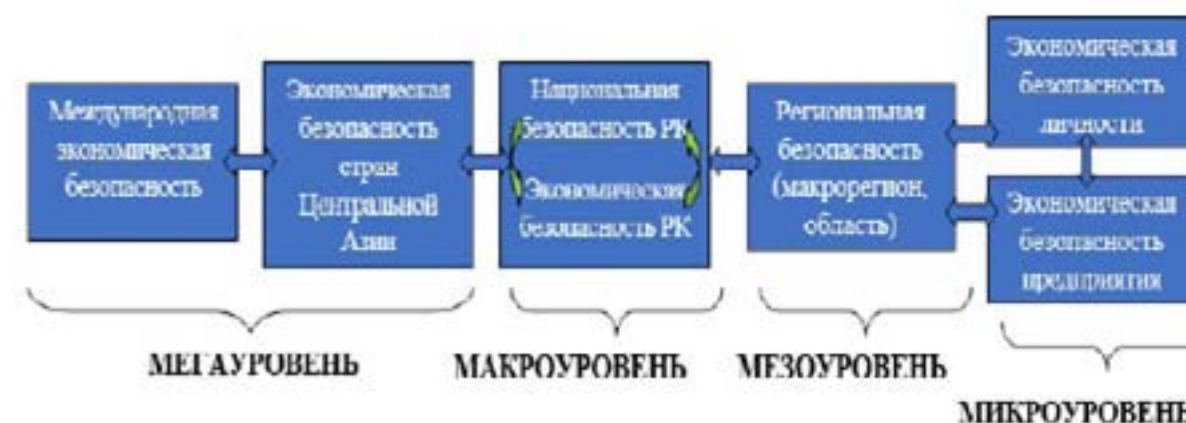 Международная
экономическая
безопасность
Экономическая
безопасность
стран
Центральной
Азии
Национальная
безопасность РК
Экономическая
безопасность РК
Региональная
безопасность
(макрорегион,
область)
Экономическая
безопасность
личности
Экономическая
безопасность
предприятия
МЕГАУРОВЕНЬ
МАКРОУРОВЕНЬ
МЕЗОУРОВЕНЬ
МИКРОУРОВЕНЬ